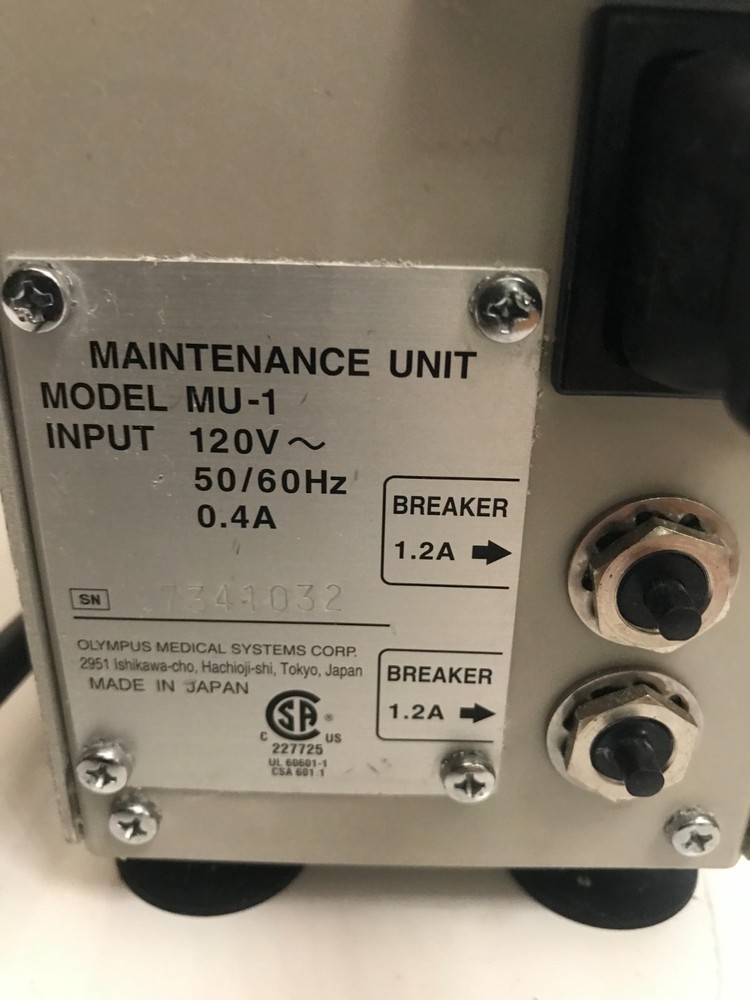 MAINTENANCE UNIT
MODEL MU-1
INPUT 120V ~
50/60Hz
0.4A
BREAKER
1.2A
SN 7341032
OLYMPUS MEDICAL SYSTEMS CORP.
2951 Ishikawa-cho, Hachioji-shi, Tokyo, Japan
MADE IN JAPAN
BREAKER
1.2A
CSA ®
C US
227725
UL 60601-1
CSA 601.1